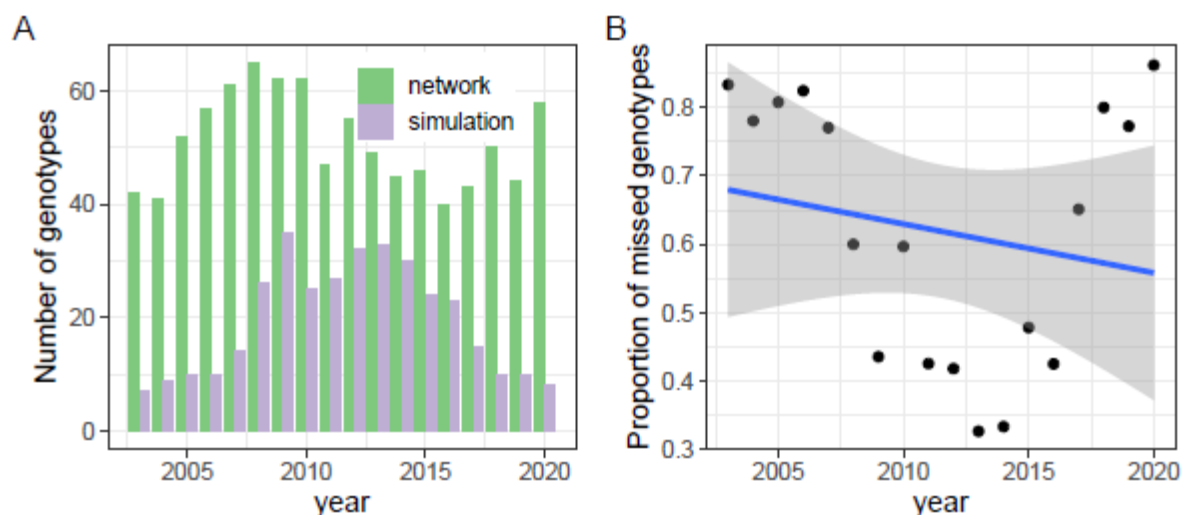 A
Number of genotypes
60
40
20
0
network
simulation
2005
2010
2015
2020
year
B
Proportion of missed genotypes
0.8
0.7
0.6
0.5
0.4
0.3
2005
2010
2015
2020
year